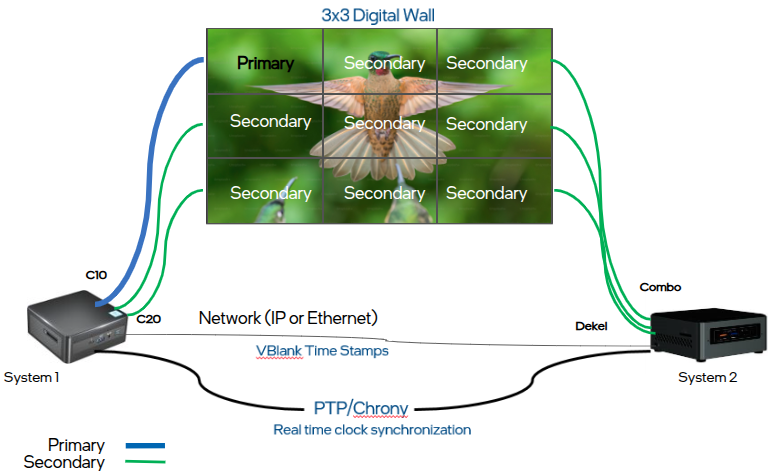 3x3 Digital Wall
Primary Secondary Secondary
Secondary Secondary Secondary
Secondary Secondary Secondary
C10
C20
Combo
Dekel
Network (IP or Ethernet)
VBlank Time Stamps
System 1
System 2
PTP/Chrony
Real time clock synchronization
Primary
Secondary